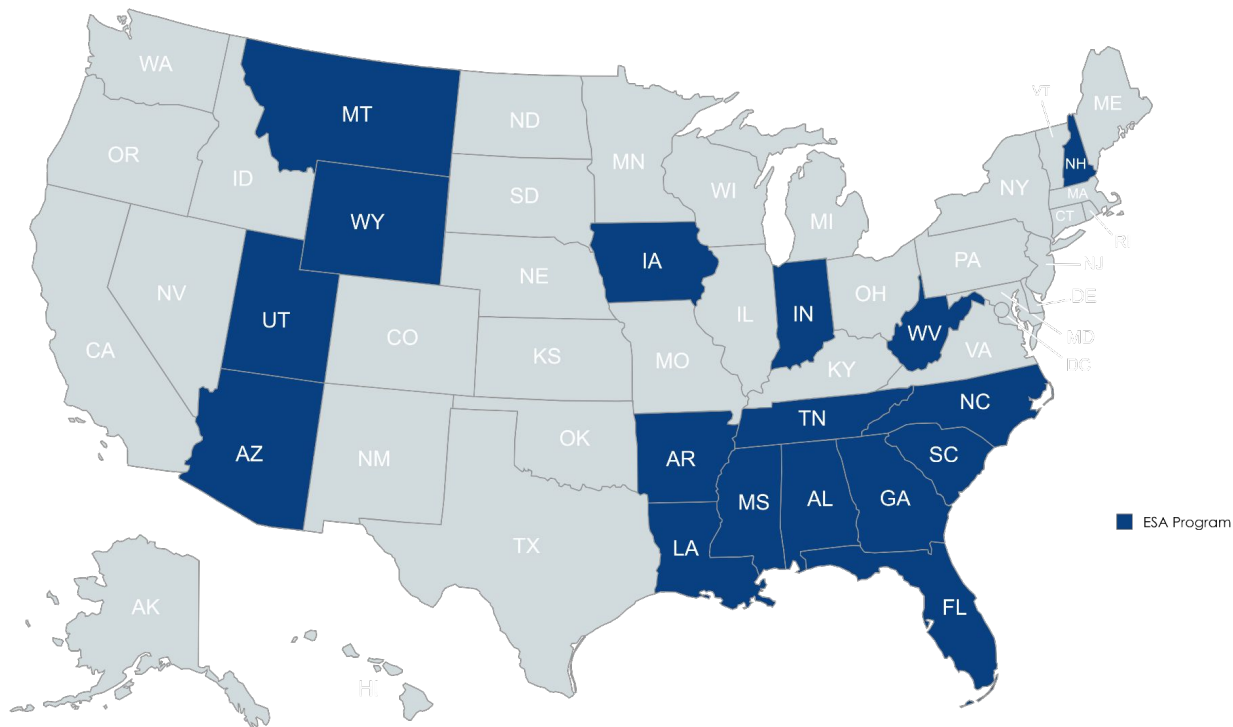 WA
MT
ND
MN
VT
ME
OR
ID
SD
WI
NY
NH
MA
WY
MI
CT
RI
IA
PA
NJ
NE
NV
UT
IL
IN
OH
DE
CA
CO
WV
MD
KS
MO
KY
VA
DC
TN
NC
OK
AZ
NM
AR
SC
MS
AL
GA
ESA Program
TX
LA
AK
FL
HI